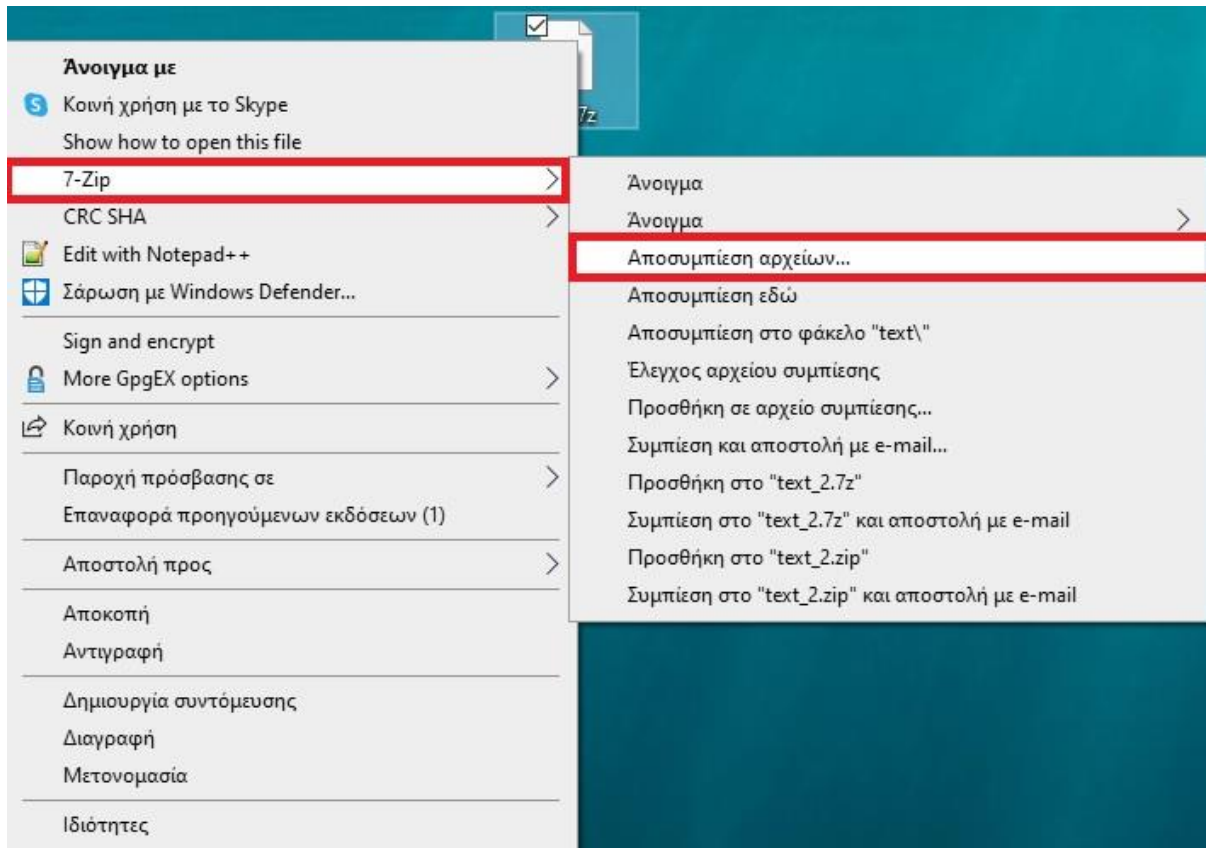 7z
Άνοιγμα με
Κοινή χρήση με το Skype
Show how to open this file
7-Zip
CRC SHA
Edit with Notepad++
Σάρωση με Windows Defender...
Sign and encrypt
More GpgEX options
Κοινή χρήση
Παροχή πρόσβασης σε
Επαναφορά προηγούμενων εκδόσεων (1)
Αποστολή προς
Αποκοπή
Αντιγραφή
Δημιουργία συντόμευσης
Διαγραφή
Μετονομασία
Ιδιότητες
Άνοιγμα
Άνοιγμα
Αποσυμπίεση αρχείων...
Αποσυμπίεση εδώ
Αποσυμπίεση στο φάκελο "text\"
Έλεγχος αρχείου συμπίεσης
Προσθήκη σε αρχείο συμπίεσης...
Συμπίεση και αποστολή με e-mail...
Προσθήκη στο "text_2.7z"
Συμπίεση στο "text_2.7z" και αποστολή με e-mail
Προσθήκη στο "text_2.zip"
Συμπίεση στο "text_2.zip" και αποστολή με e-mail